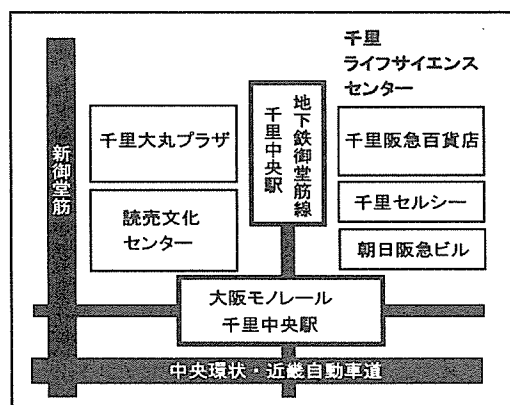 千里
ライフサイエンス
センター
新御堂筋
千里大丸プラザ
読売文化
センター
地下鉄御堂筋線
千里中央駅
千里阪急百貨店
千里セルシー
朝日阪急ビル
大阪モノレール
千里中央駅
中央環状・近畿自動車道